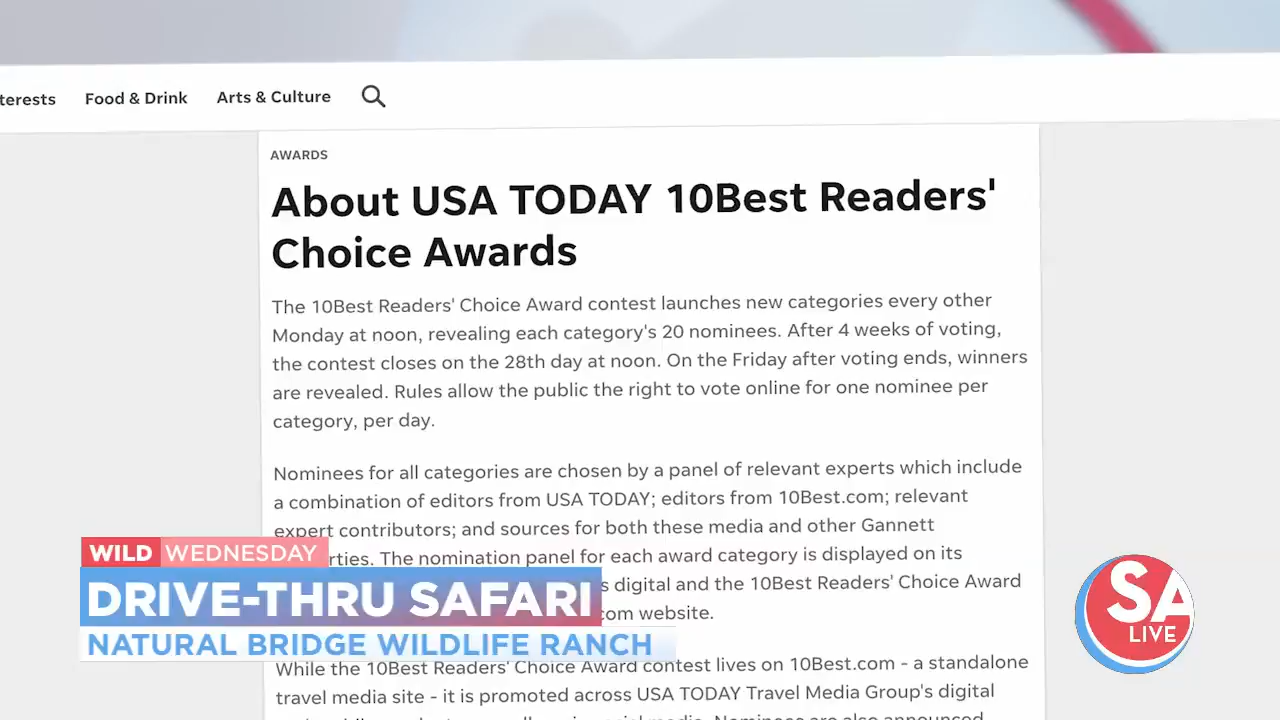 terests Food & Drink Arts & Culture
AWARDS
About USA TODAY 10Best Readers'
Choice Awards
The 10Best Readers' Choice Award contest launches new categories every other
Monday at noon, revealing each category's 20 nominees. After 4 weeks of voting,
the contest closes on the 28th day at noon. On the Friday after voting ends, winners
are revealed. Rules allow the public the right to vote online for one nominee per
category, per day.
Nominees for all categories are chosen by a panel of relevant experts which include
a combination of editors from USA TODAY; editors from 10Best.com; relevant
expert contributors; and sources for both these media and other Gannett
rties. The nomination panel for each award category is displayed on its
s digital and the 10Best Readers' Choice Award
com website.
While the 10Best Readers' Choice Award contest lives on 10Best.com - a standalone
travel media site - it is promoted across USA TODAY Travel Media Group's digital
WILD WEDNESDAY
DRIVE-THRU SAFARI
NATURAL BRIDGE WILDLIFE RANCH
SA
LIVE